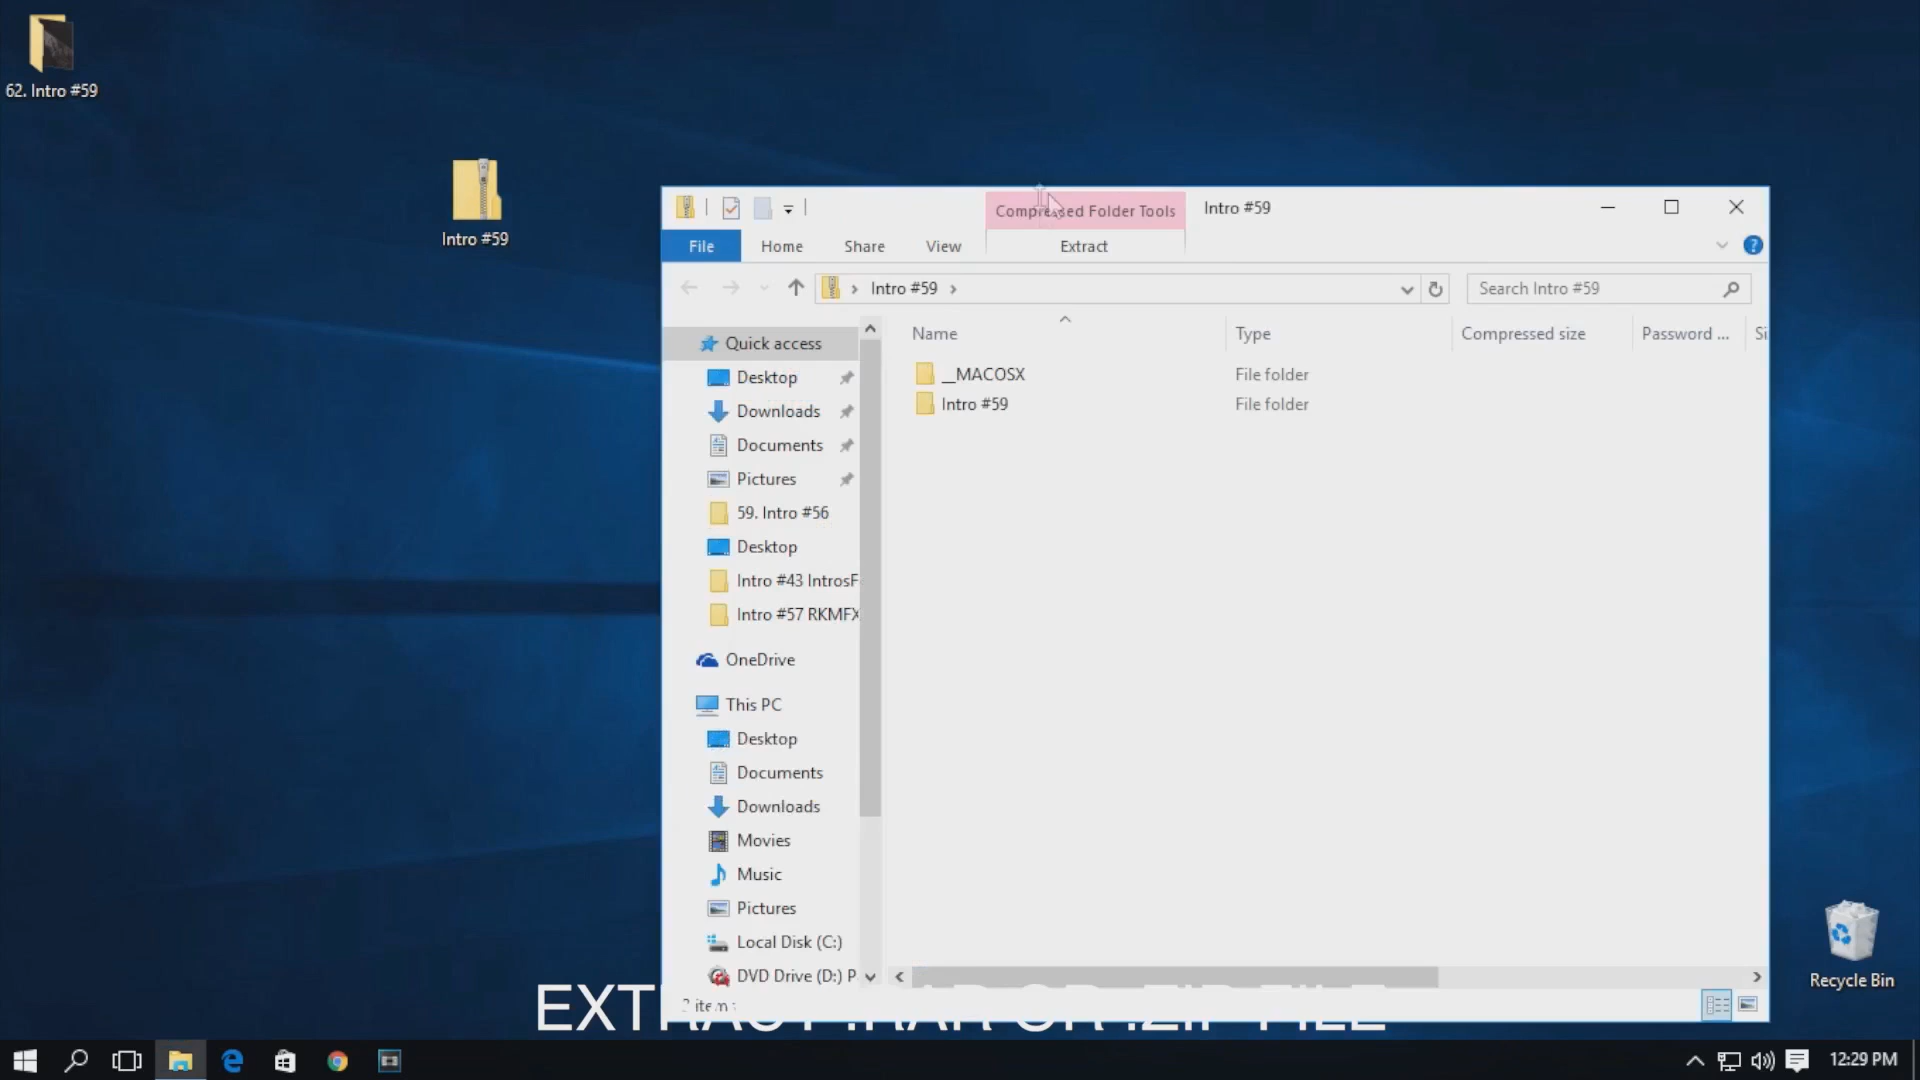 62. Intro #59
Intro #59
Compressed Folder Tools
Intro #59
File
Home
Share
View
Extract
Intro #59
Search Intro #59
Name
Type
Compressed size
Password ...
Si
__MACOSX
File folder
Intro #59
File folder
Quick access
Desktop
Downloads
Documents
Pictures
59. Intro #56
Desktop
Intro #43 IntrosF
Intro #57 RKMFX
OneDrive
This PC
Desktop
Documents
Downloads
Movies
Music
Pictures
Local Disk (C:)
DVD Drive (D:) P
2 items
EXTRACT .RAR OR .ZIP FILE
Recycle Bin
12:29 PM